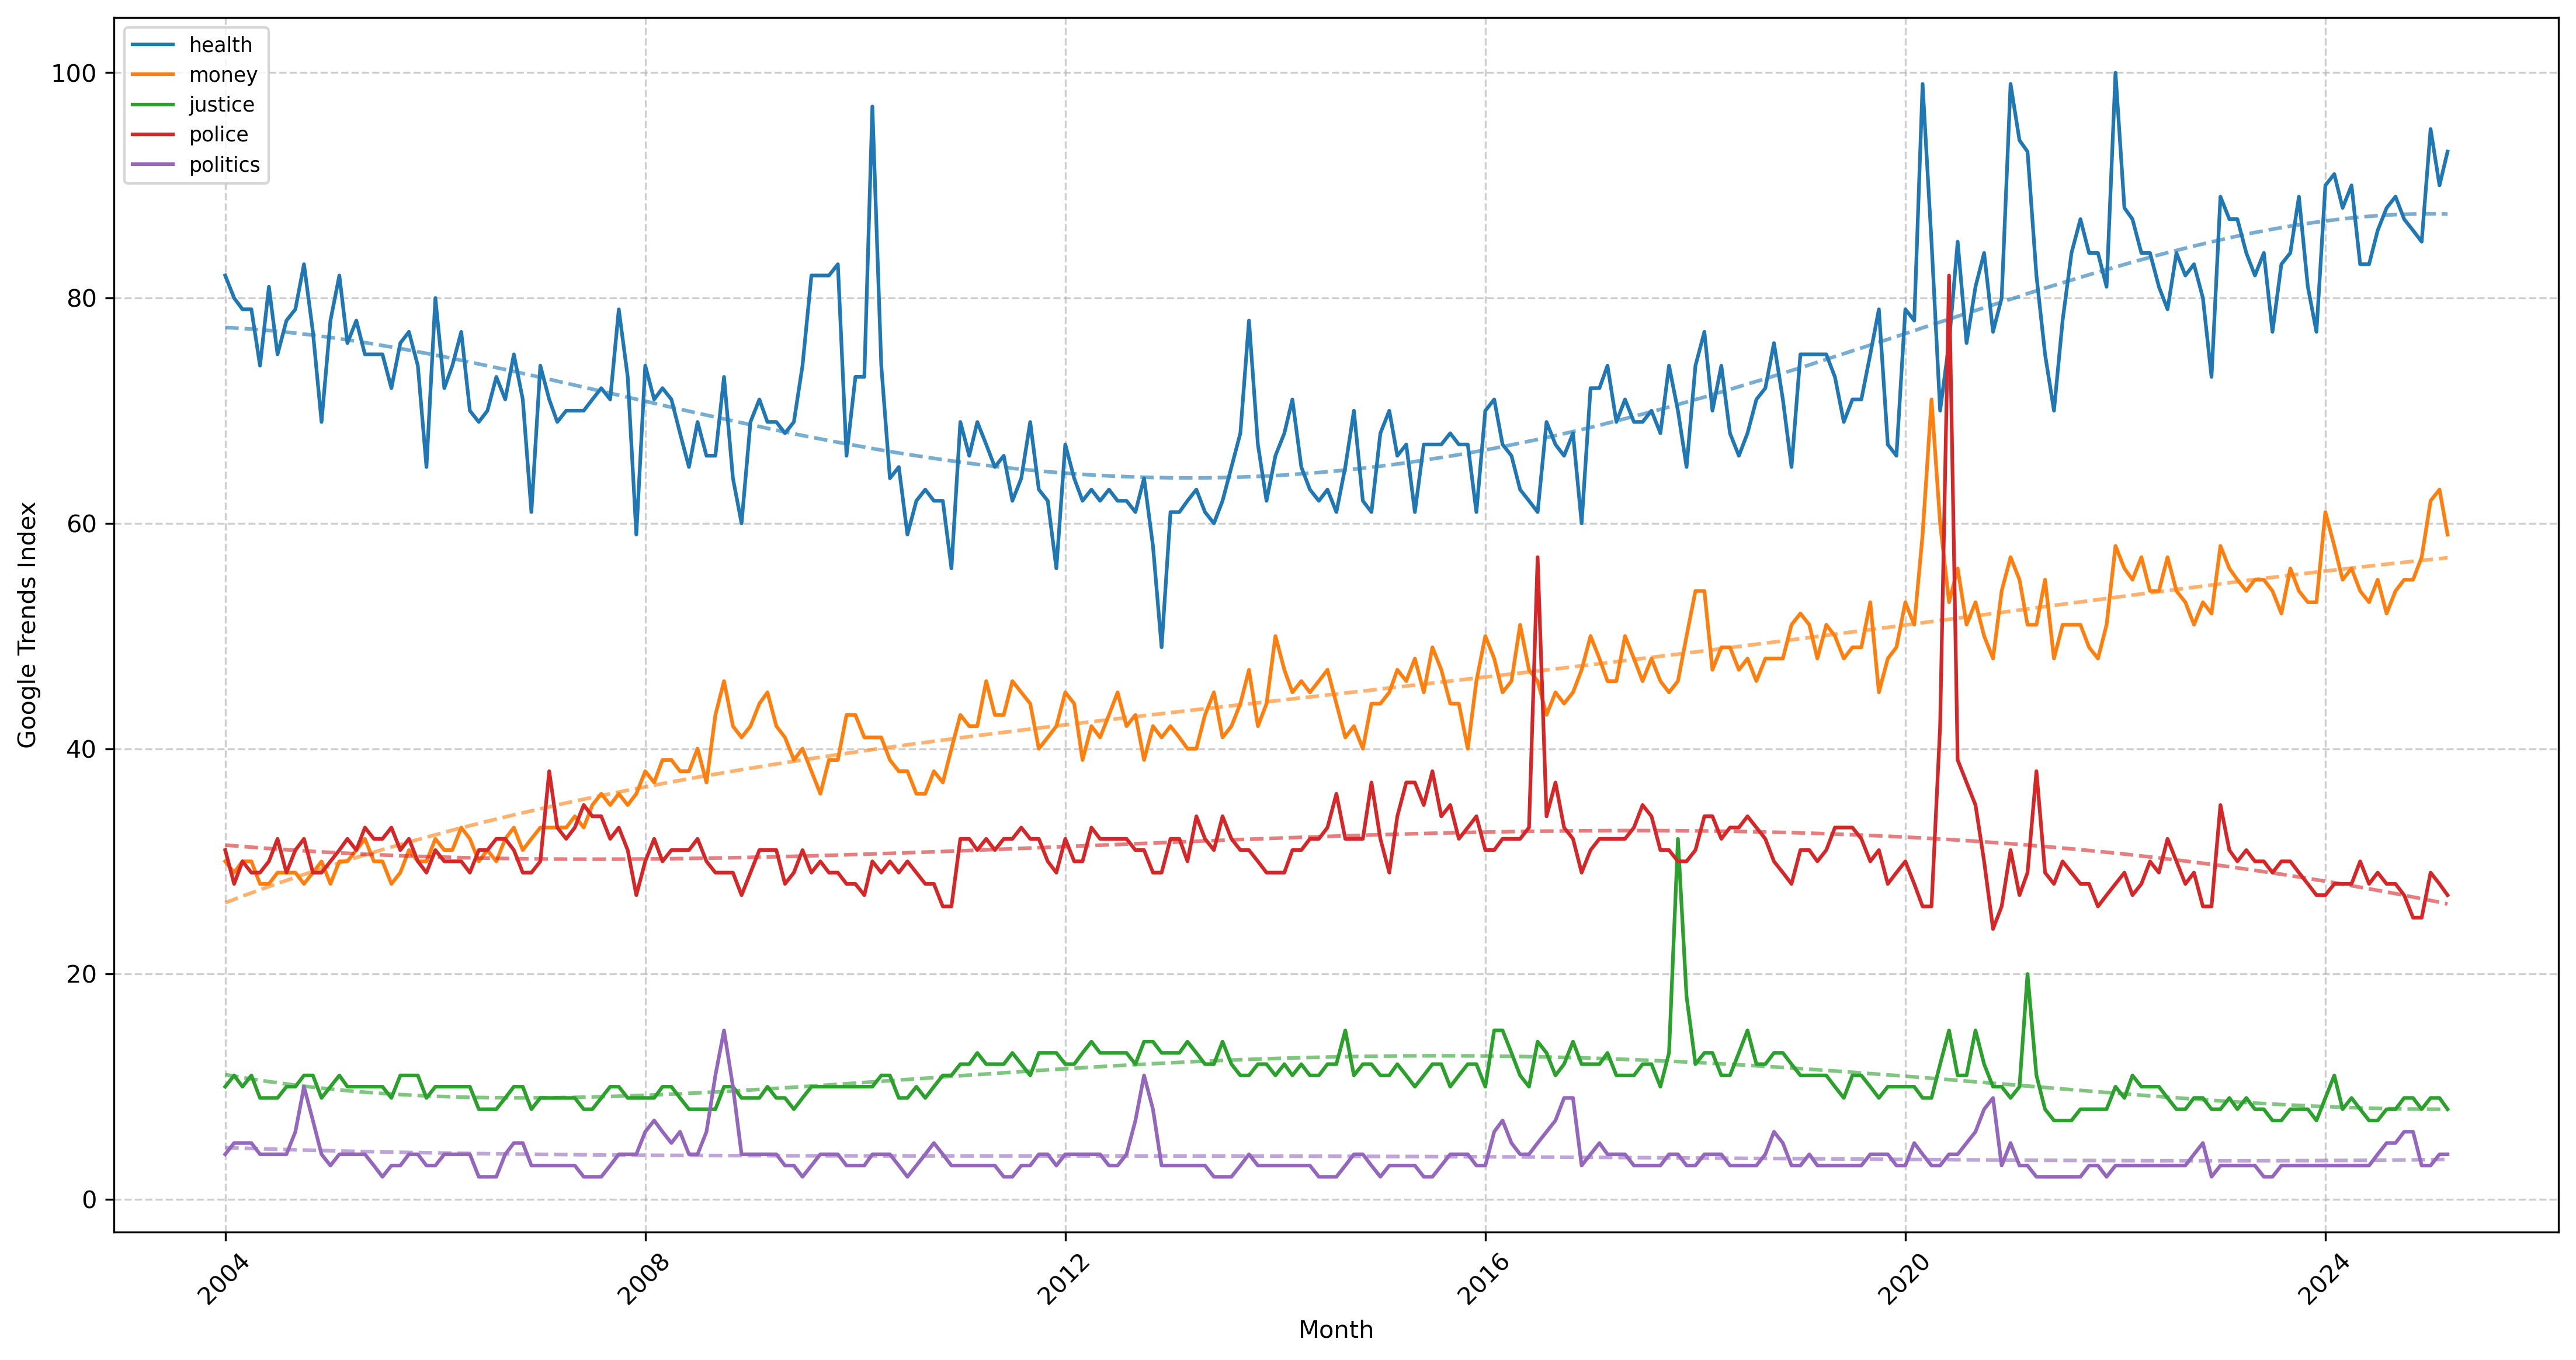 health
money
justice
police
politics
100
80
60
40
20
0
Google Trends Index
2004
2008
2012
2016
2020
2024
Month